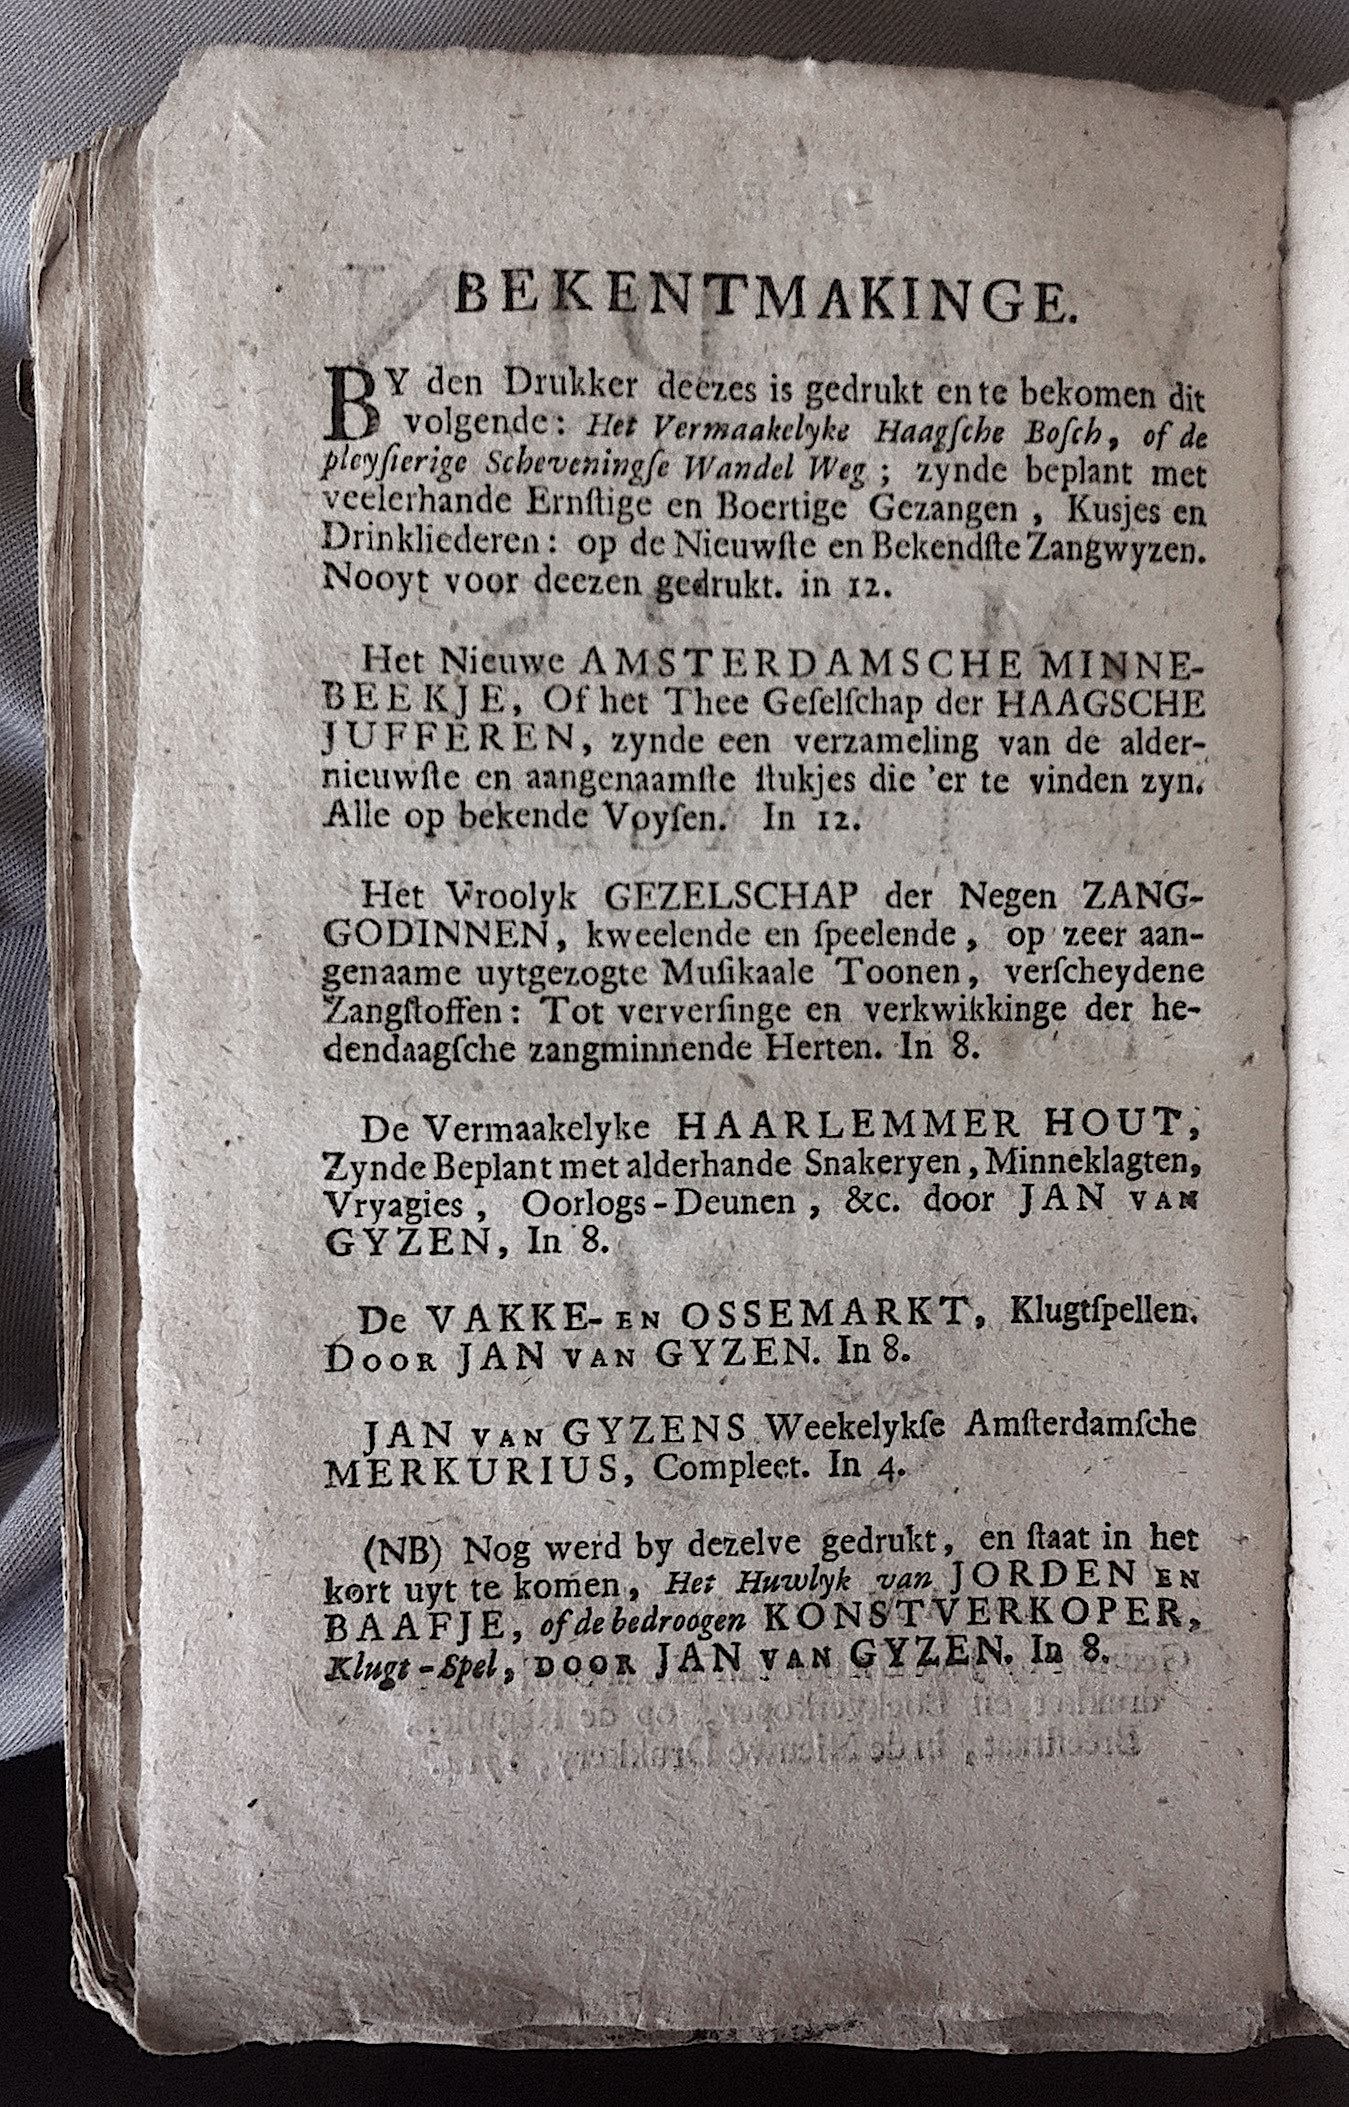 BEKENTMAKINGE.
BY den Drukker deezes is gedrukt en te bekomen dit
volgende: Het Vermaakelyke Haagſche Boſch, of de
pleyſierige Scheveningſe Wandel Weg; zynde beplant met
veelerhande Ernſtige en Boertige Gezangen, Kusjes en
Drinkliederen: op de Nieuwſte en Bekendſte Zangwyzen.
Nooyt voor deezen gedrukt. in 12.
Het Nieuwe AMSTERDAMSCHE MINNE-
BEEKJE, Of het Thee Geſelſchap der HAAGSCHE
JUFFEREN, zynde een verzameling van de alder-
nieuwſte en aangenaamſte ſtukjes die 'er te vinden zyn.
Alle op bekende Voyſen. In 12.
Het Vroolyk GEZELSCHAP der Negen ZANG-
GODINNEN, kweelende en ſpeelende, op zeer aan-
genaame uytgezogte Muſikaale Toonen, verſcheydene
Zangſtoffen: Totververſinge en verkwikkinge der he-
dendaagſche zangminnende Herten. In 8.
De Vermaakelyke HAARLEMMER HOUT,
Zynde Beplant met alderhande Snakeryen, Minneklagten,
Vryagies, Oorlogs-Deunen, &c. door JAN VAN
GYZEN, In 8.
De VAKKE- EN OSSEMARKT, Klugtſpellen.
DOOR JAN VAN GYZEN. In 8.
JAN VAN GYZENS Weekelykſe Amſterdamſche
MERKURIUS, Compleet. In 4.
(NB) Nog werd by dezelve gedrukt, en ſtaat in het
kort uyt te komen, Het Huwlyk van JORDEN EN
BAAFJE, of de bedroogen KONSTVERKOPER,
Klugt-Spel, DOOR JAN VAN GYZEN. In 8.